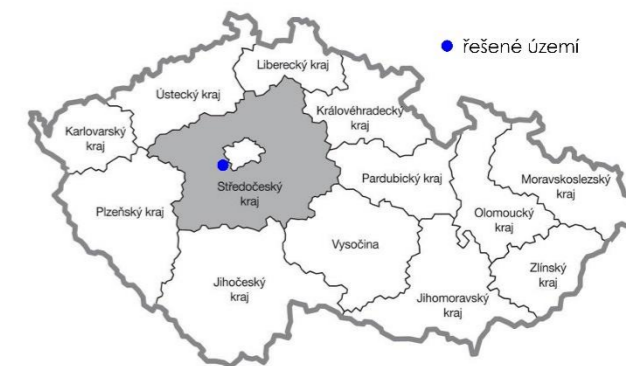 řešené území
Liberecký kraj
Ústecký kraj
Královéhradecký
kraj
Karlovarský
kraj
Středočeský
kraj
Pardubický kraj
Moravskoslezský
kraj
Plzeňský kraj
Olomoucký
kraj
Vysočina
Zlínský
kraj
Jihočeský
kraj
Jihomoravský
kraj